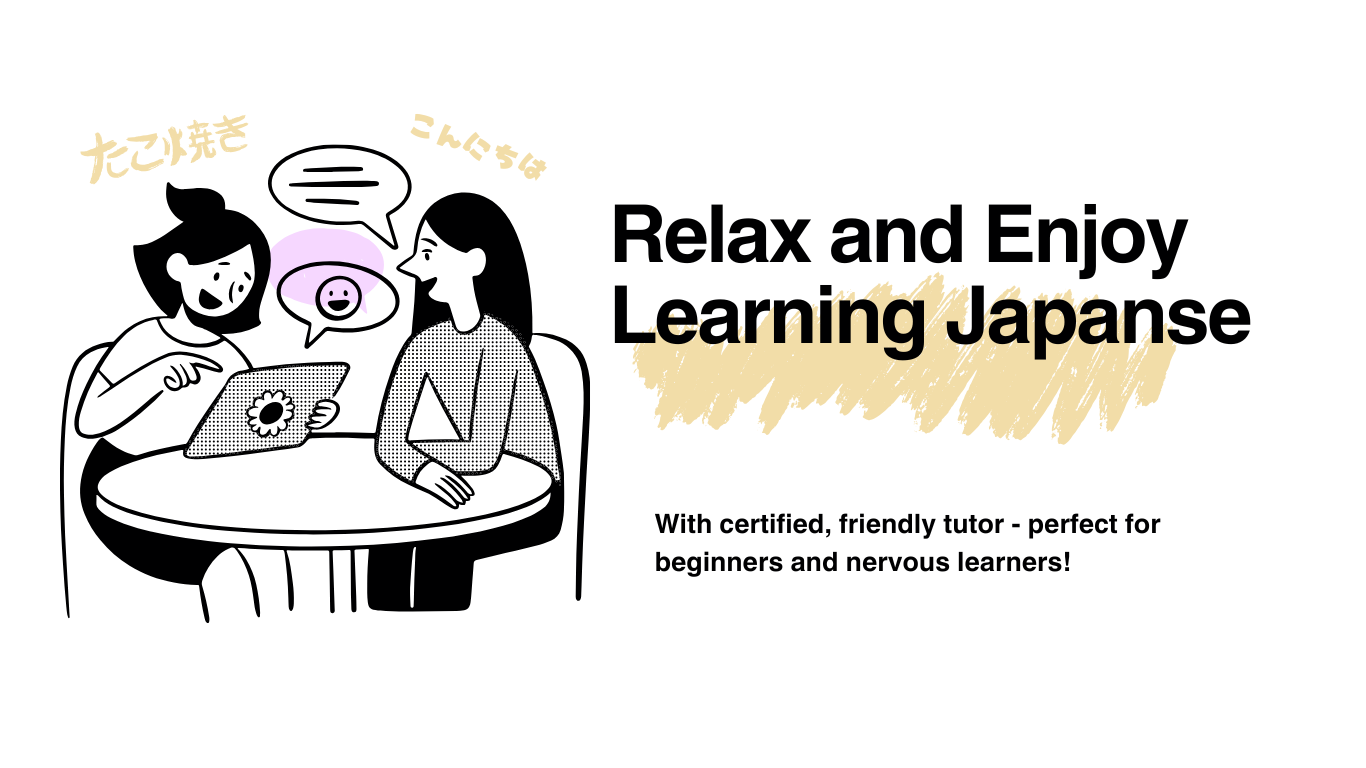 たこ焼き
こんにちは
Relax and Enjoy
Learning Japanse
With certified, friendly tutor - perfect for
beginners and nervous learners!